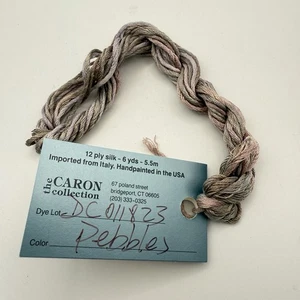 12 ply silk - 6 yds - 5.5m
Imported from Italy. Handpainted in the USA
the CARON collection
67 poland street
bridgeport, CT 06605
(203) 333-0325
Dye Lot DC011823
Color Pebbles